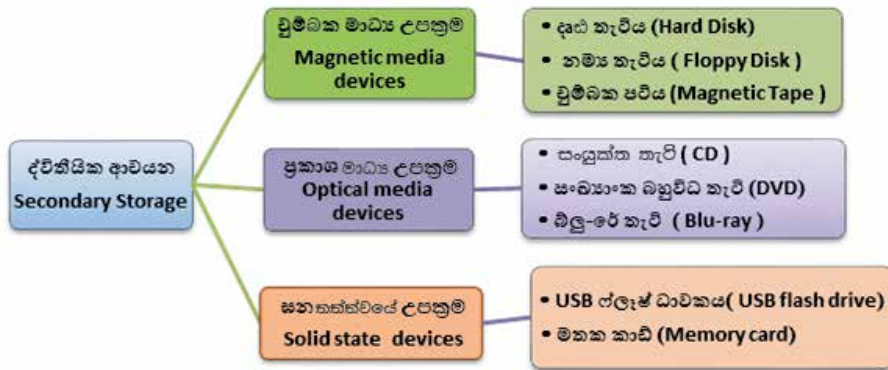 ද්විතීයික ආචයන
Secondary Storage
චුම්බක මාධ්‍ය උපක්‍රම
Magnetic media
devices
• දෘඪ තැටිය (Hard Disk)
• නම්‍ය තැටිය ( Floppy Disk )
• චුම්බක පටිය (Magnetic Tape )
ප්‍රකාශ මාධ්‍ය උපක්‍රම
Optical media
devices
• සංයුක්ත තැටි ( CD )
• සංඛ්‍යාංක බහුවිධ තැටි (DVD)
• බ්ලු-රේ තැටි ( Blu-ray )
ඝනතත්ත්වයේ උපක්‍රම
Solid state devices
• USB ෆ්ලෑෂ් ධාවකය( USB flash drive)
• මතක කාඩ් (Memory card)